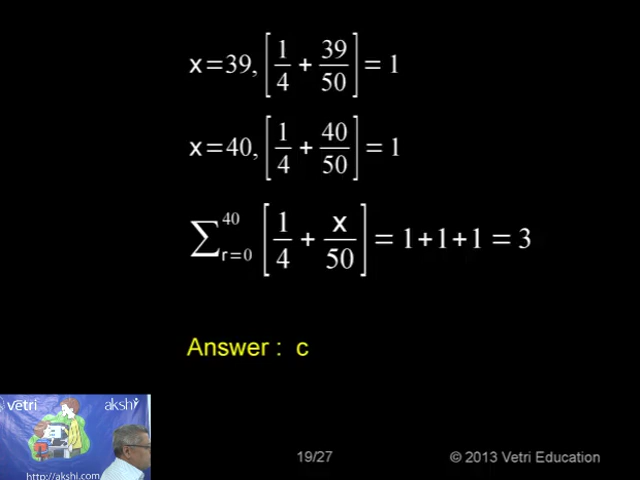 x=39, [1/4 + 39/50] = 1
x=40, [1/4 + 40/50] = 1
∑_{r=0}^{40} [1/4 + x/50] = 1+1+1 = 3
Answer : c
vetri akshi
http://akshi.com
19/27 © 2013 Vetri Education